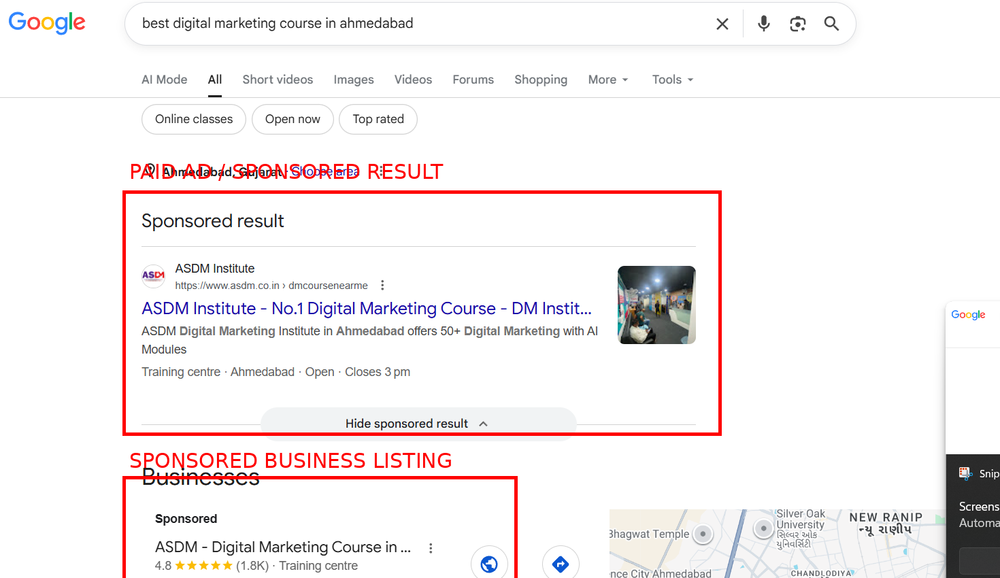 Google
best digital marketing course in ahmedabad
AI Mode All Short videos Images Videos Forums Shopping More Tools
Online classes Open now Top rated
PAID AD / SPONSORED RESULT
Ahmedabad, Gujarat · Choose area
Sponsored result
ASDM
ASDM Institute
https://www.asdm.co.in › dmcoursenearme
ASDM Institute - No.1 Digital Marketing Course - DM Instit...
ASDM Digital Marketing Institute in Ahmedabad offers 50+ Digital Marketing with AI
Modules
Training centre · Ahmedabad · Open · Closes 3 pm
Hide sponsored result
SPONSORED BUSINESS LISTING
Businesses
Sponsored
ASDM - Digital Marketing Course in ...
4.8 ★★★★★ (1.8K) · Training centre
Bhagwat Temple
Silver Oak
University
સિલ્વર ઓક
યુનિવર્સિટી
NEW RANIP
ન્યૂ રાણીપ
CHANDLODIYA
nce City Ahmedabad
Google
Snip
Screens
Automa